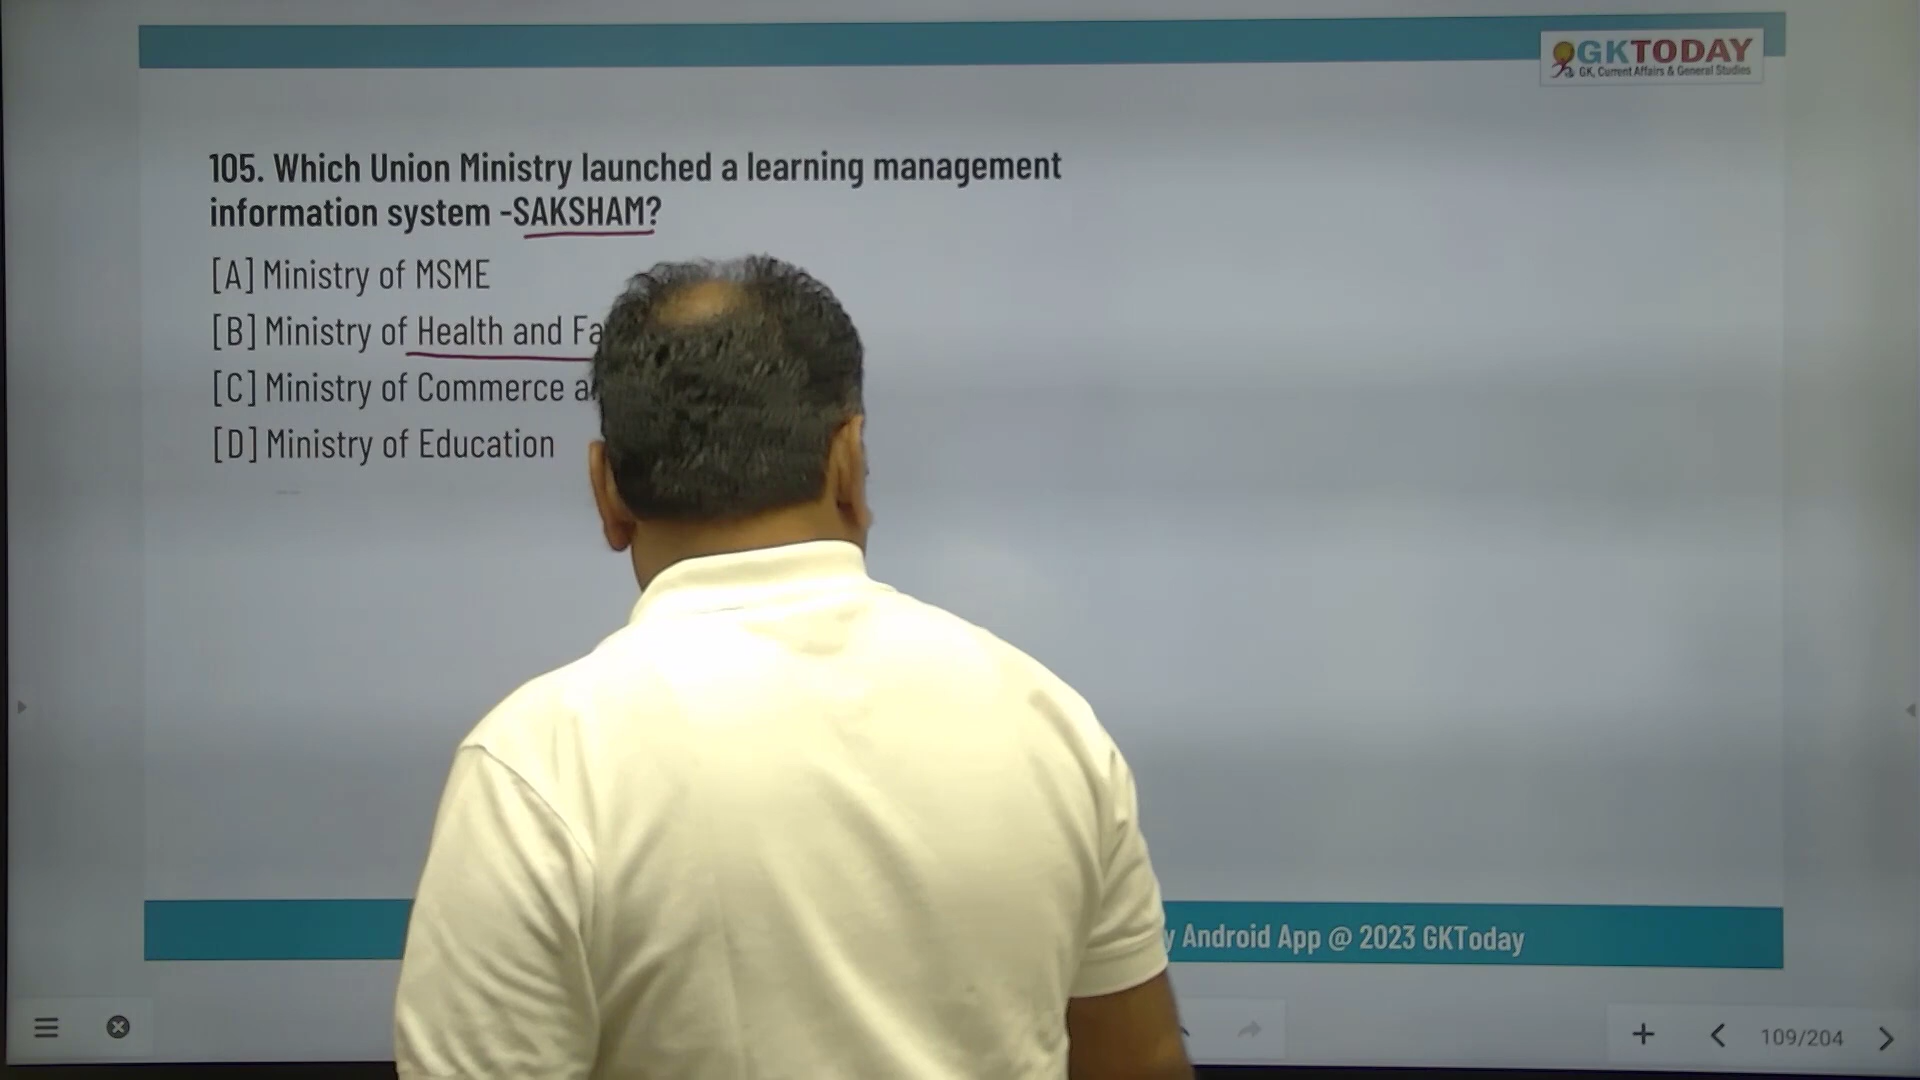 GKTODAY
GK, Current Affairs & General Studies
105. Which Union Ministry launched a learning management
information system -SAKSHAM?
[A] Ministry of MSME
[B] Ministry of Health and
[C] Ministry of Commerce
[D] Ministry of Education
Android App @ 2023 GKToday
109/204